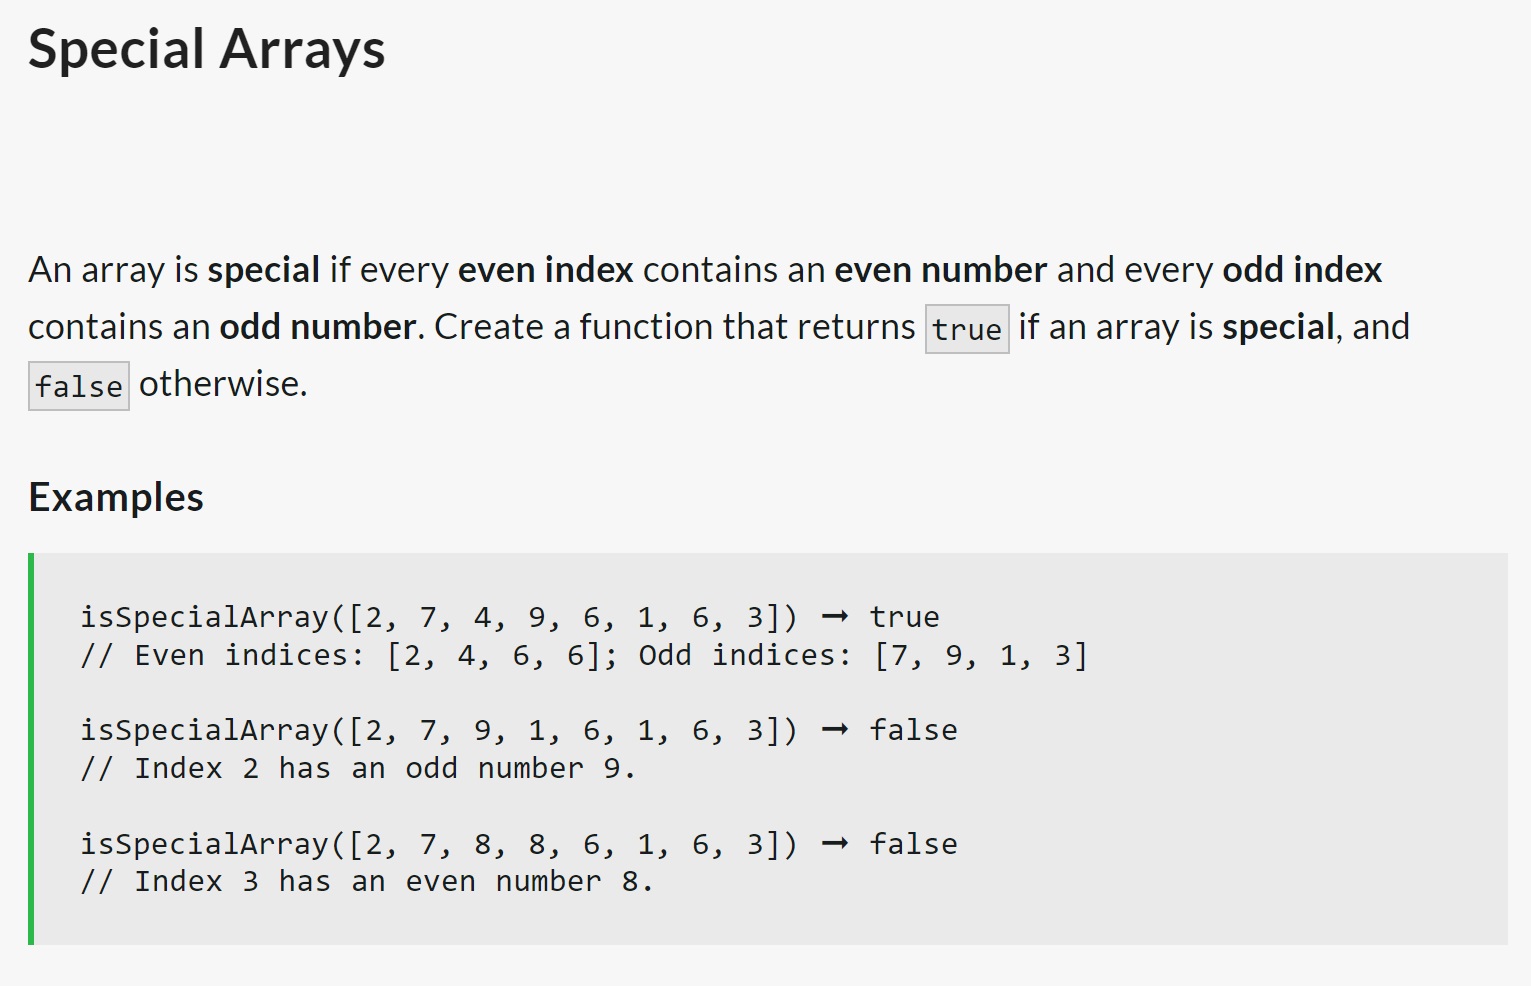 Special Arrays
An array is special if every even index contains an even number and every odd index
contains an odd number. Create a function that returns true if an array is special, and
false otherwise.
Examples
isSpecialArray([2, 7, 4, 9, 6, 1, 6, 3]) ➞ true
// Even indices: [2, 4, 6, 6]; Odd indices: [7, 9, 1, 3]
isSpecialArray([2, 7, 9, 1, 6, 1, 6, 3]) ➞ false
// Index 2 has an odd number 9.
isSpecialArray([2, 7, 8, 8, 6, 1, 6, 3]) ➞ false
// Index 3 has an even number 8.